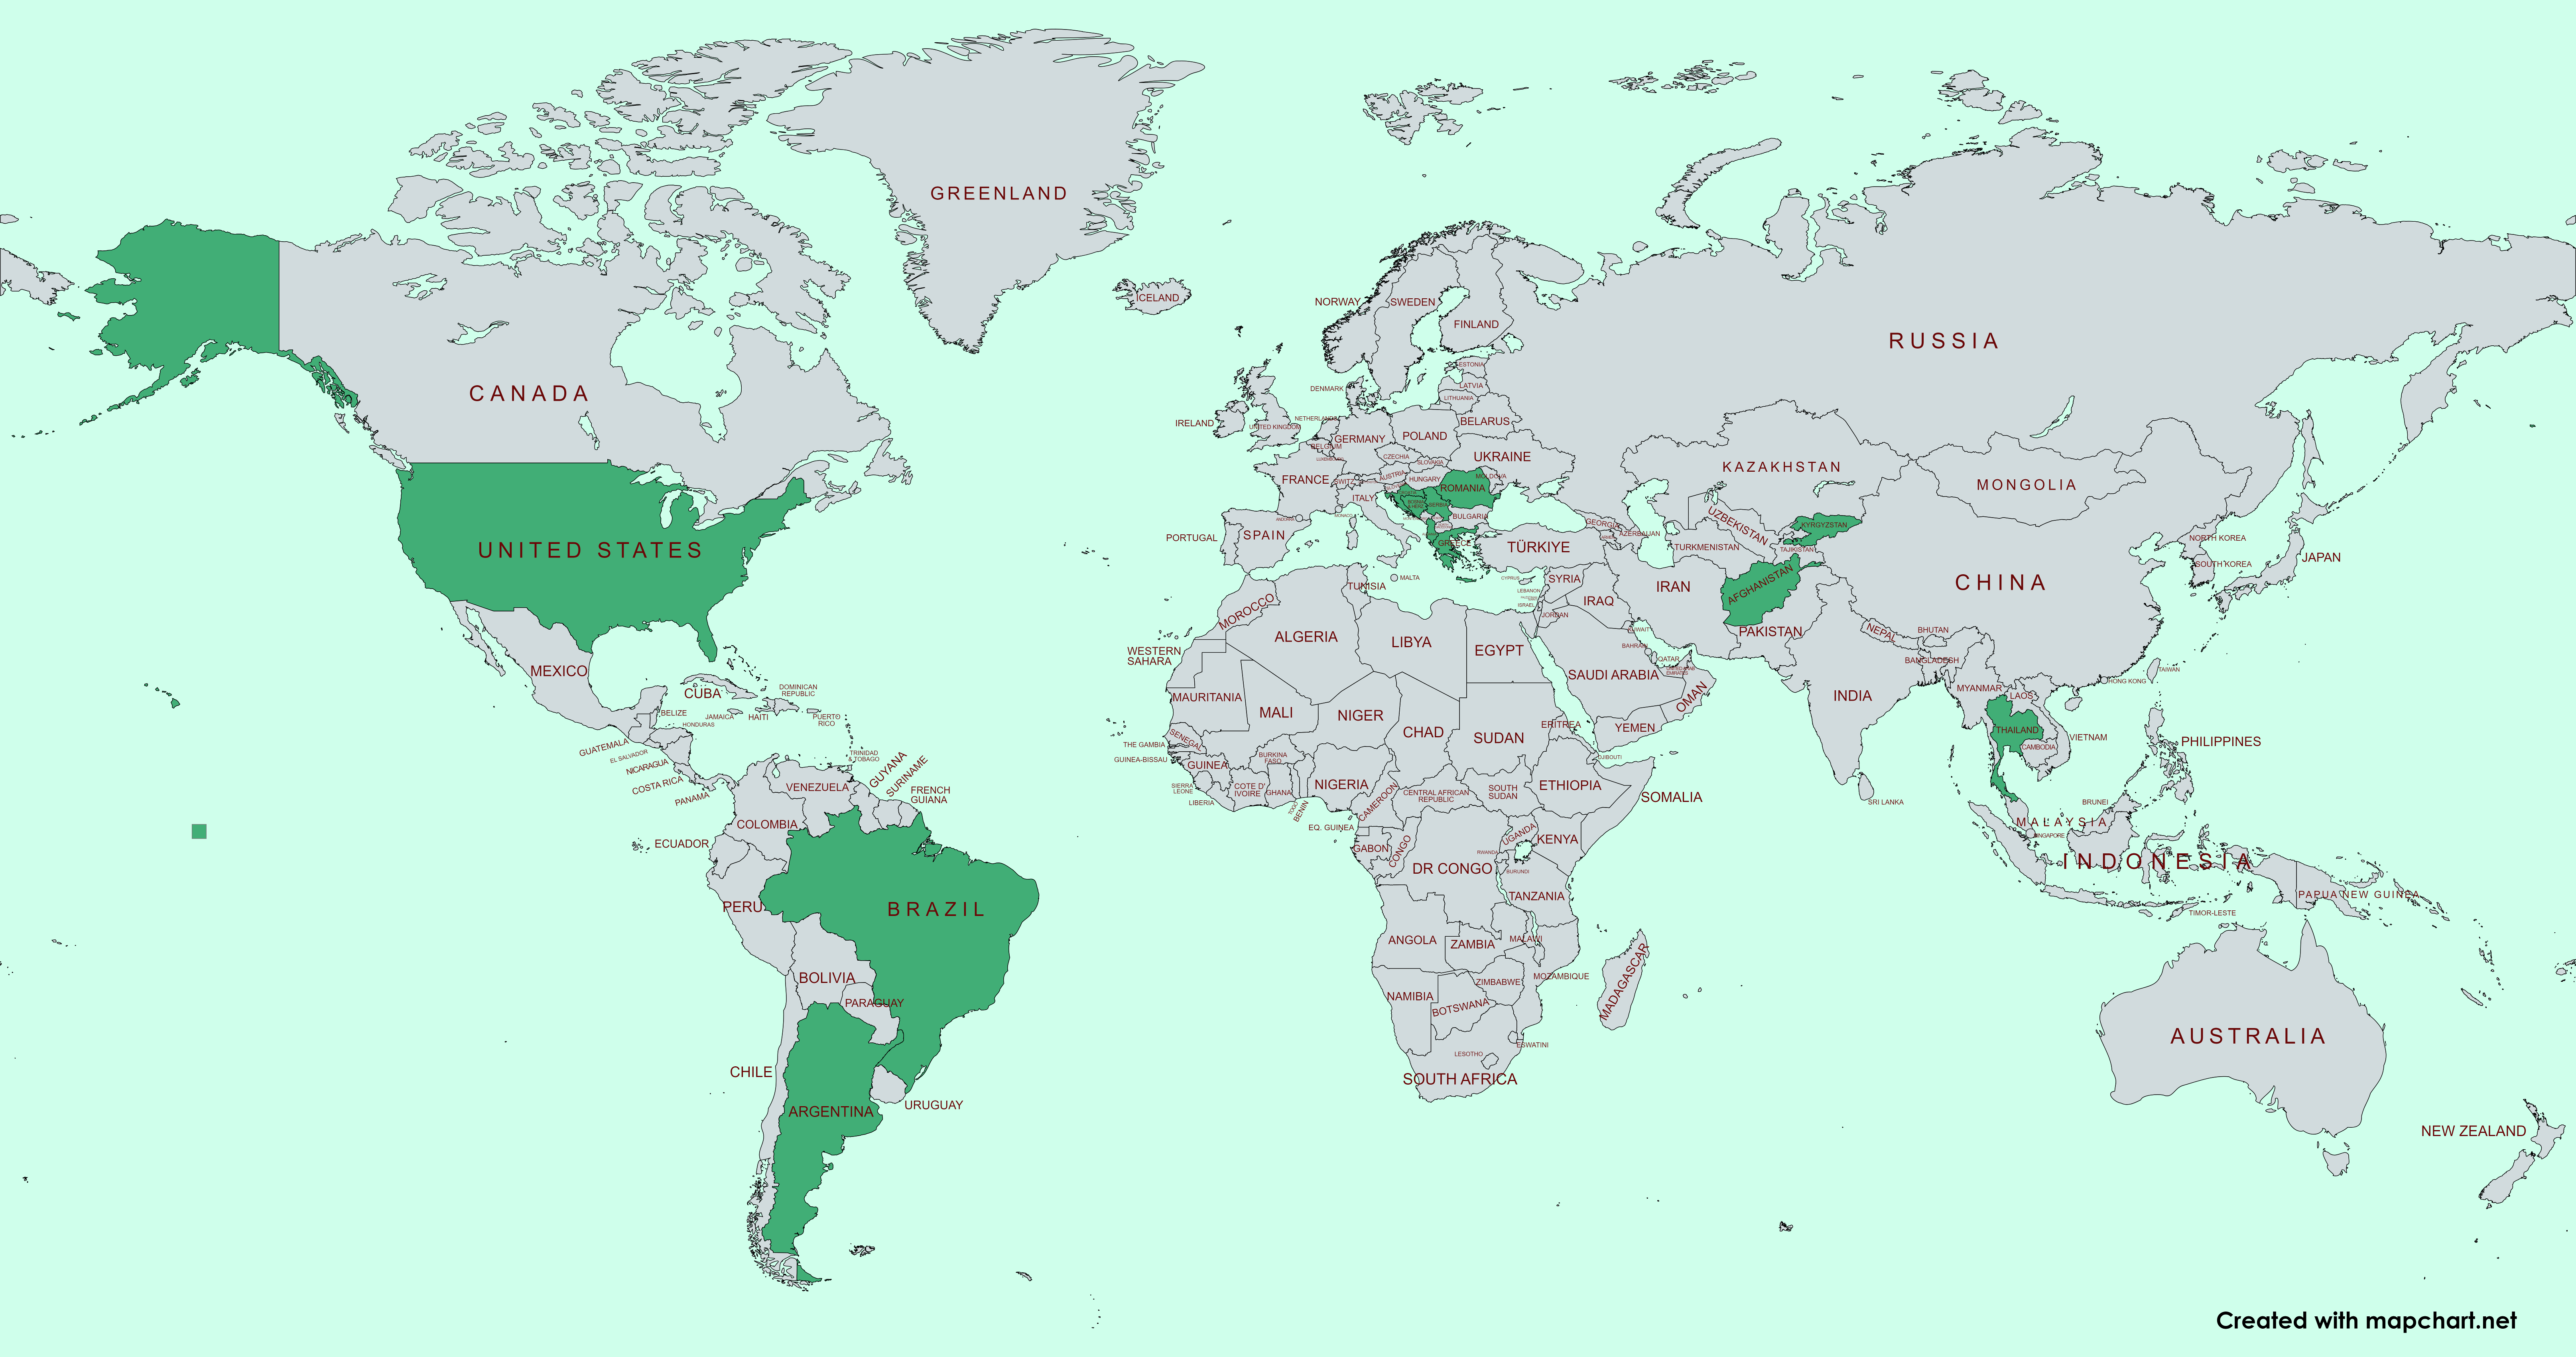 GREENLAND
ICELAND
NORWAY
SWEDEN
FINLAND
RUSSIA
CANADA
ESTONIA
LATVIA
LITHUANIA
DENMARK
IRELAND
UNITED KINGDOM
NETHERLANDS
BELGIUM
LUXEMBOURG
GERMANY
POLAND
BELARUS
CZECHIA
SLOVAKIA
UKRAINE
FRANCE
SWITZ.
AUSTRIA
HUNGARY
MOLDOVA
ROMANIA
ITALY
MONACO
ANDORRA
BOSNIA
& HERZ.
SERBIA
BULGARIA
PORTUGAL
SPAIN
GREECE
TÜRKIYE
GEORGIA
AZERBAIJAN
KAZAKHSTAN
MONGOLIA
UZBEKISTAN
KYRGYZSTAN
TURKMENISTAN
TAJIKISTAN
NORTH KOREA
SOUTH KOREA
JAPAN
CHINA
UNITED STATES
MALTA
TUNISIA
CYPRUS
SYRIA
LEBANON
ISRAEL
JORDAN
IRAQ
IRAN
AFGHANISTAN
PAKISTAN
KUWAIT
BAHRAIN
QATAR
UNITED ARAB
EMIRATES
NEPAL
BHUTAN
BANGLADESH
MOROCCO
ALGERIA
LIBYA
EGYPT
WESTERN
SAHARA
SAUDI ARABIA
OMAN
YEMEN
INDIA
MYANMAR
LAOS
HONG KONG
TAIWAN
THAILAND
CAMBODIA
VIETNAM
PHILIPPINES
MEXICO
CUBA
DOMINICAN
REPUBLIC
BELIZE
HONDURAS
JAMAICA
HAITI
PUERTO
RICO
GUATEMALA
EL SALVADOR
NICARAGUA
COSTA RICA
PANAMA
TRINIDAD
& TOBAGO
VENEZUELA
GUYANA
SURINAME
FRENCH
GUIANA
COLOMBIA
ECUADOR
PERU
BRAZIL
BOLIVIA
PARAGUAY
CHILE
ARGENTINA
URUGUAY
MAURITANIA
MALI
NIGER
CHAD
SUDAN
ERITREA
DJIBOUTI
SENEGAL
THE GAMBIA
GUINEA-BISSAU
GUINEA
SIERRA
LEONE
LIBERIA
COTE D'
IVOIRE
BURKINA
FASO
GHANA
TOGO
BENIN
NIGERIA
CAMEROON
CENTRAL AFRICAN
REPUBLIC
SOUTH
SUDAN
ETHIOPIA
SOMALIA
EQ. GUINEA
GABON
CONGO
DR CONGO
UGANDA
KENYA
RWANDA
BURUNDI
TANZANIA
ANGOLA
ZAMBIA
MALAWI
MOZAMBIQUE
ZIMBABWE
NAMIBIA
BOTSWANA
MADAGASCAR
ESWATINI
LESOTHO
SOUTH AFRICA
SRI LANKA
BRUNEI
MALAYSIA
SINGAPORE
INDONESIA
PAPUA NEW GUINEA
TIMOR-LESTE
AUSTRALIA
NEW ZEALAND
Created with mapchart.net